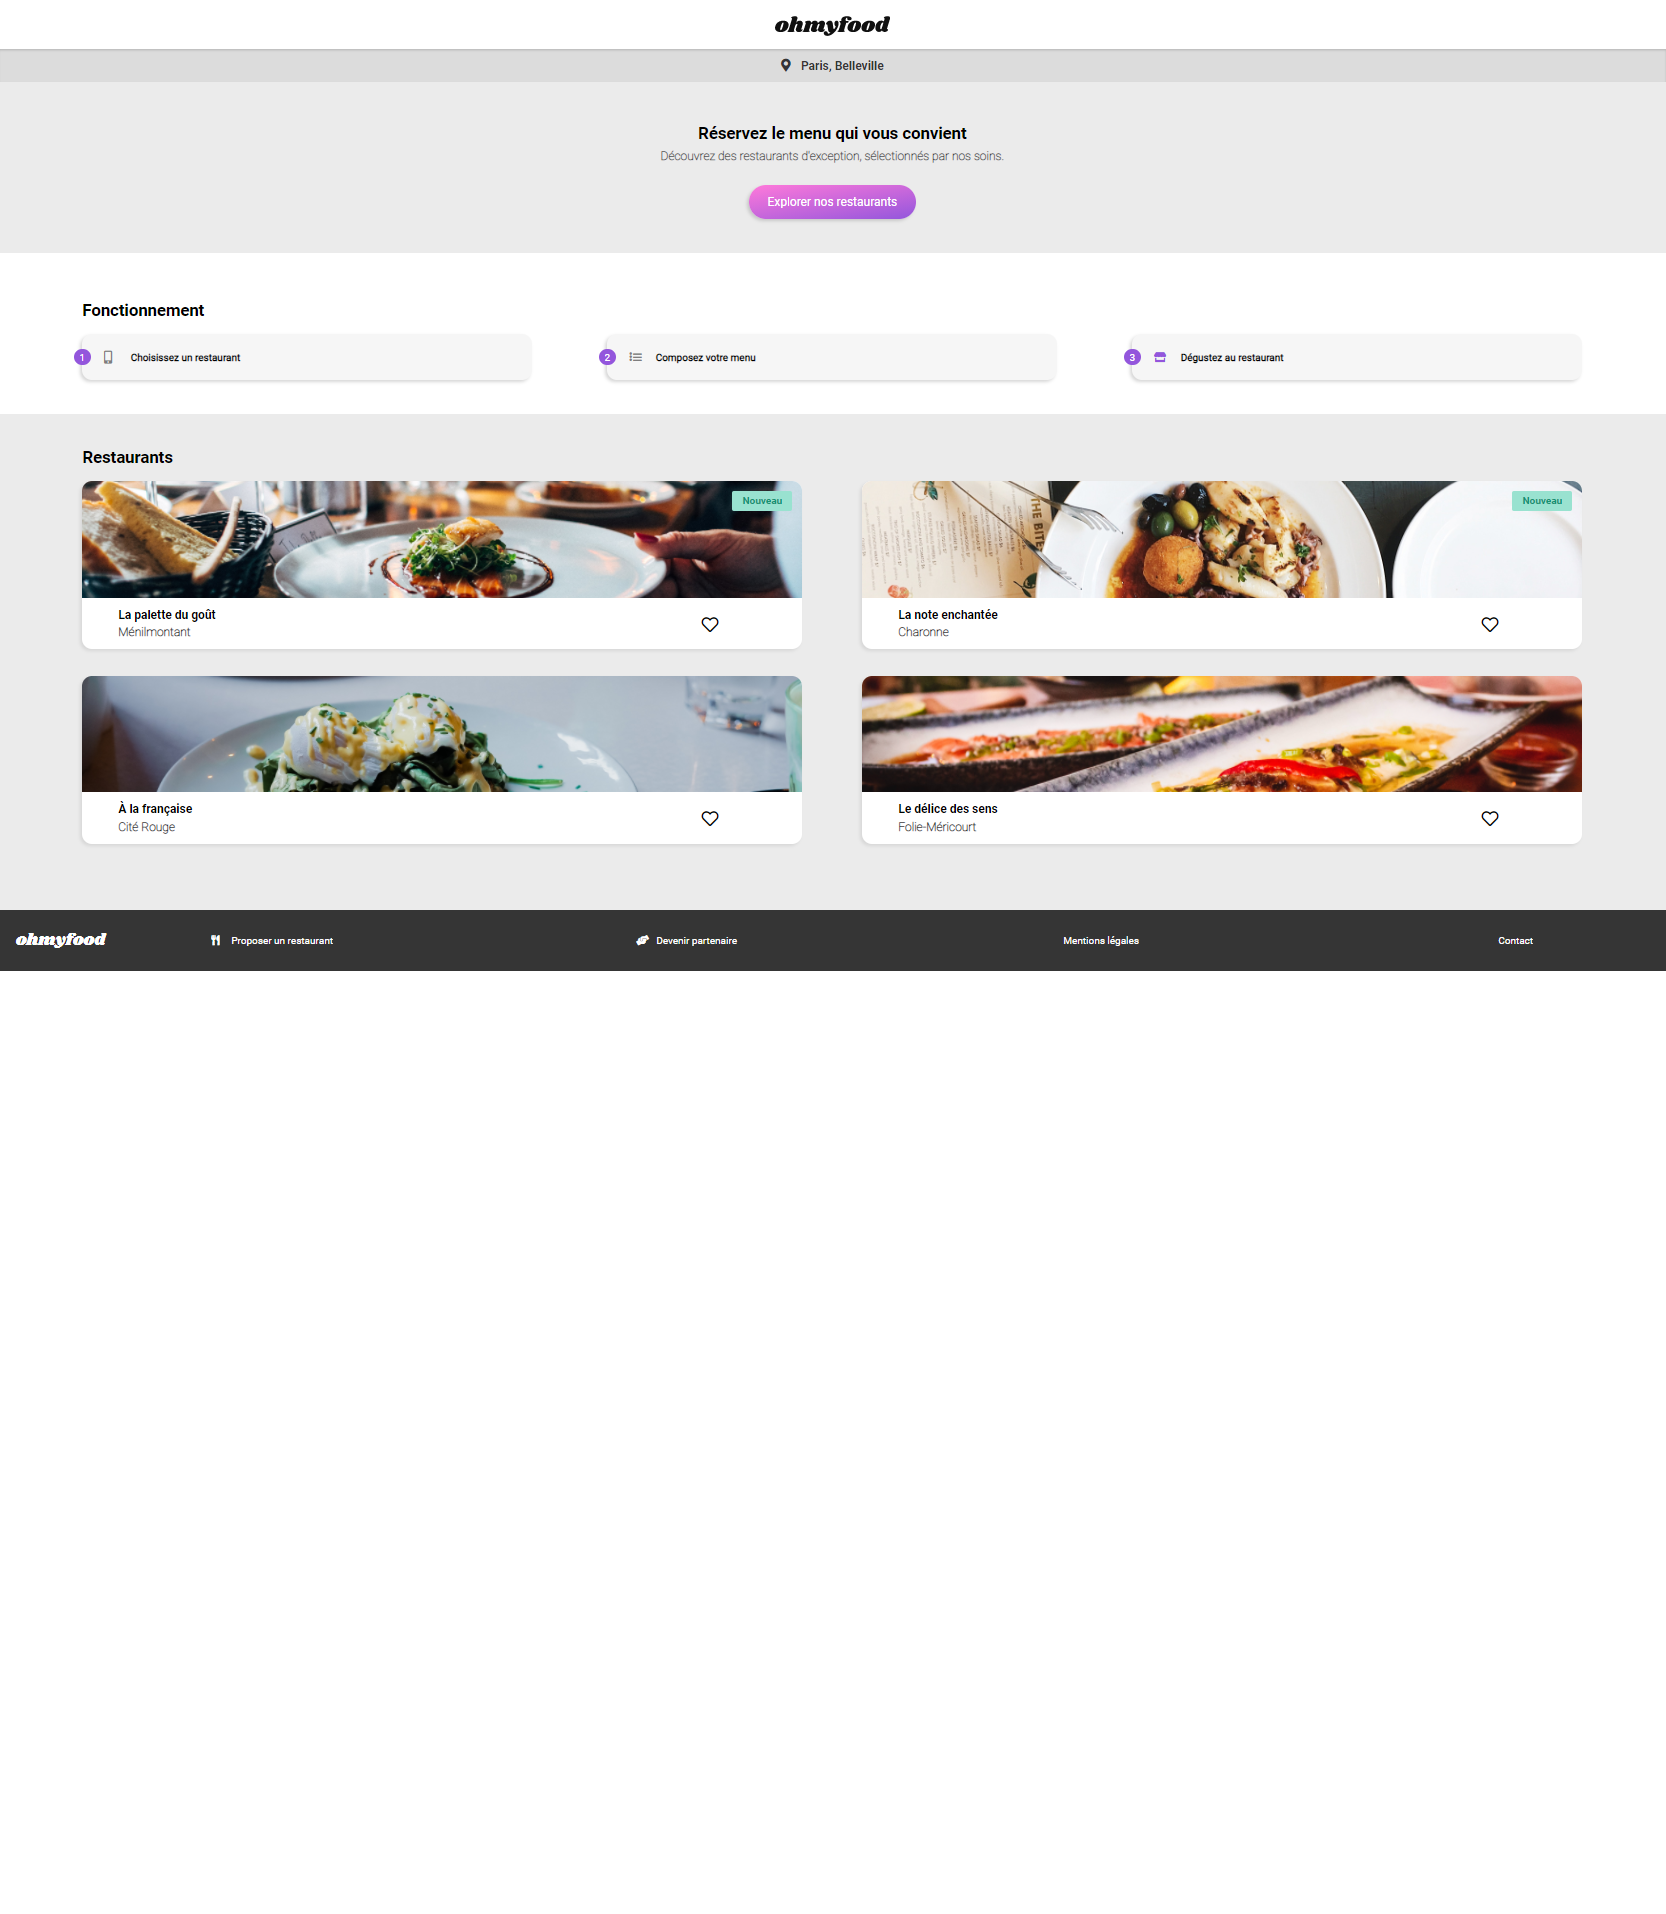 ohmyfood
Paris, Belleville
Réservez le menu qui vous convient
Découvrez des restaurants d'exception, sélectionnés par nos soins.
Explorer nos restaurants
Fonctionnement
1 Choisissez un restaurant
2 Composez votre menu
3 Dégustez au restaurant
Restaurants
Nouveau
La palette du goût
Ménilmontant
Nouveau
THE BITE
La note enchantée
Charonne
À la française
Cité Rouge
Le délice des sens
Folie-Méricourt
ohmyfood
Proposer un restaurant
Devenir partenaire
Mentions légales
Contact